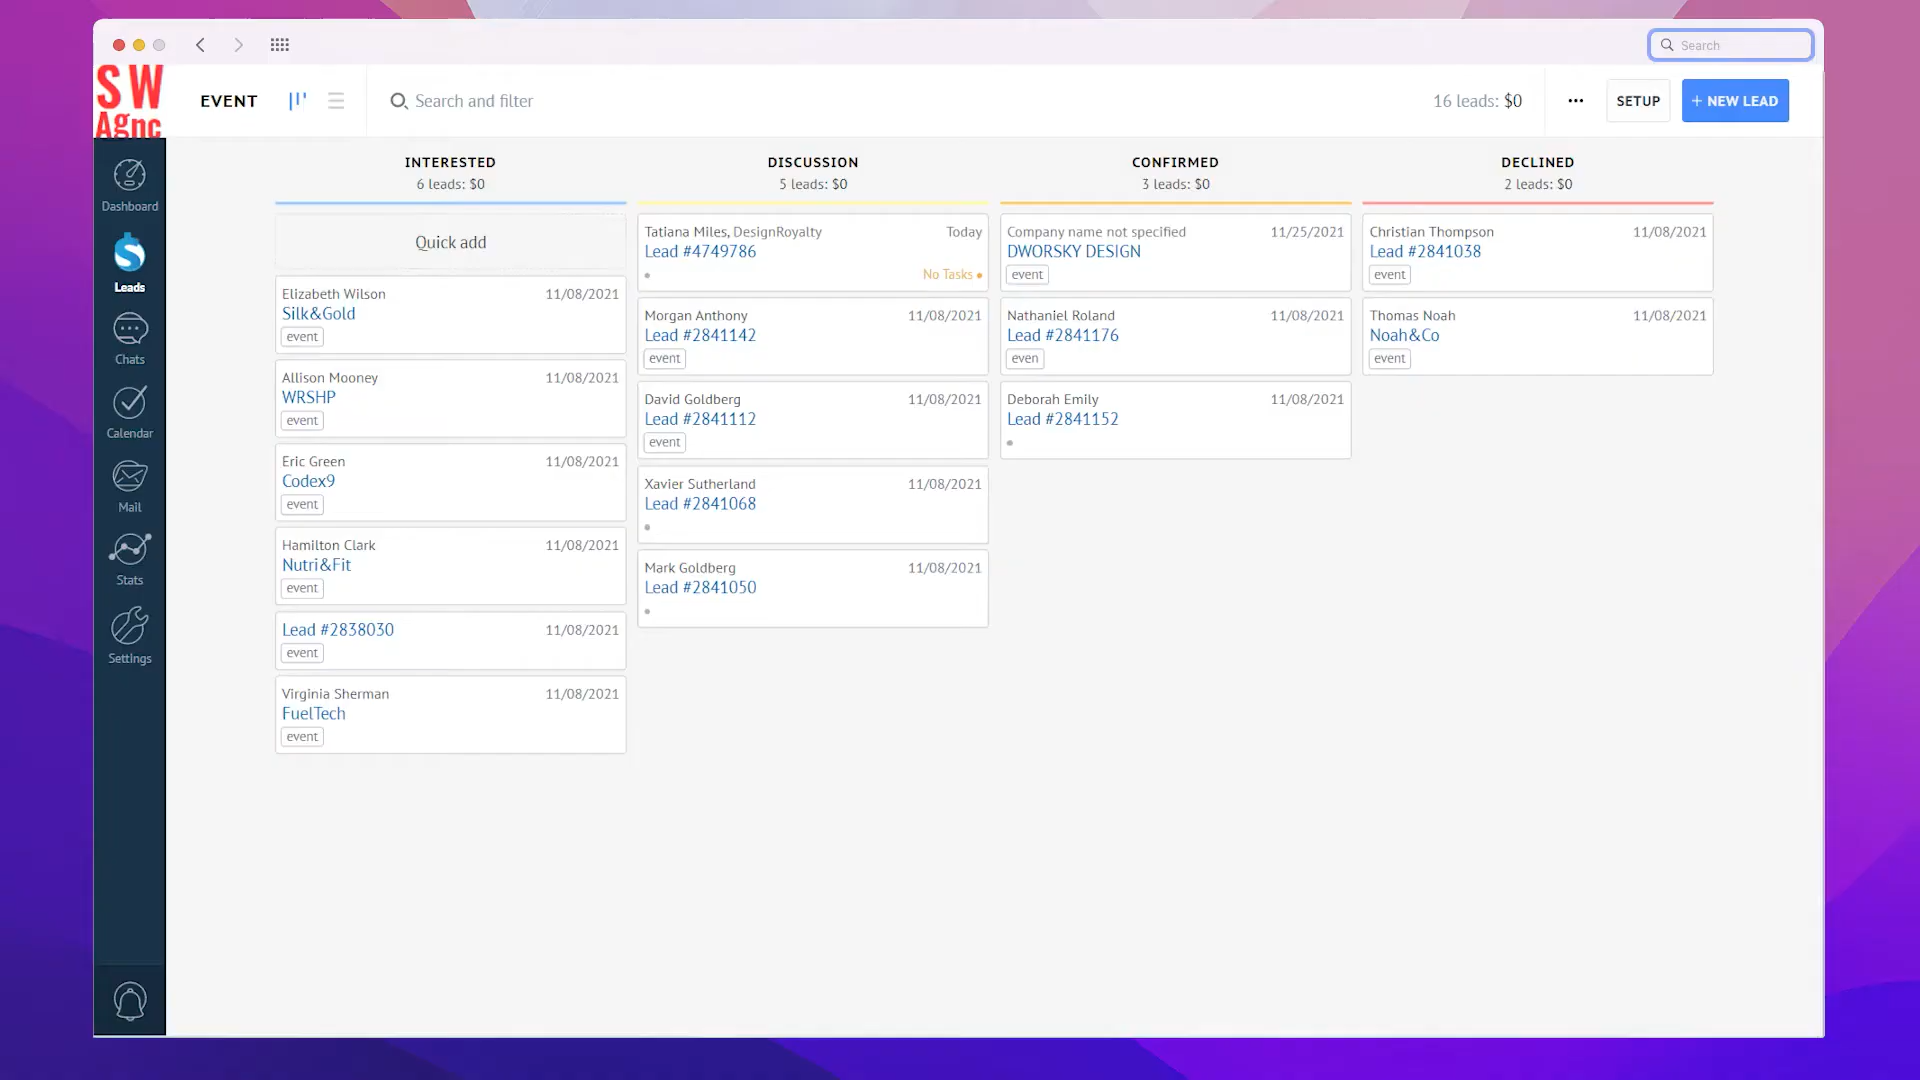 Search
SW
Agnc
EVENT
Search and filter
16 leads: $0
SETUP
+ NEW LEAD
Dashboard
Leads
Chats
Calendar
Mail
Stats
Settings
INTERESTED
6 leads: $0
Quick add
Elizabeth Wilson 11/08/2021
Silk&Gold
event
Allison Mooney 11/08/2021
WRSHP
event
Eric Green 11/08/2021
Codex9
event
Hamilton Clark 11/08/2021
Nutri&Fit
event
Lead #2838030 11/08/2021
event
Virginia Sherman 11/08/2021
FuelTech
event
DISCUSSION
5 leads: $0
Tatiana Miles, DesignRoyalty Today
Lead #4749786
No Tasks
Morgan Anthony 11/08/2021
Lead #2841142
event
David Goldberg 11/08/2021
Lead #2841112
event
Xavier Sutherland 11/08/2021
Lead #2841068
Mark Goldberg 11/08/2021
Lead #2841050
CONFIRMED
3 leads: $0
Company name not specified 11/25/2021
DWORSKY DESIGN
event
Nathaniel Roland 11/08/2021
Lead #2841176
even
Deborah Emily 11/08/2021
Lead #2841152
DECLINED
2 leads: $0
Christian Thompson 11/08/2021
Lead #2841038
event
Thomas Noah 11/08/2021
Noah&Co
event